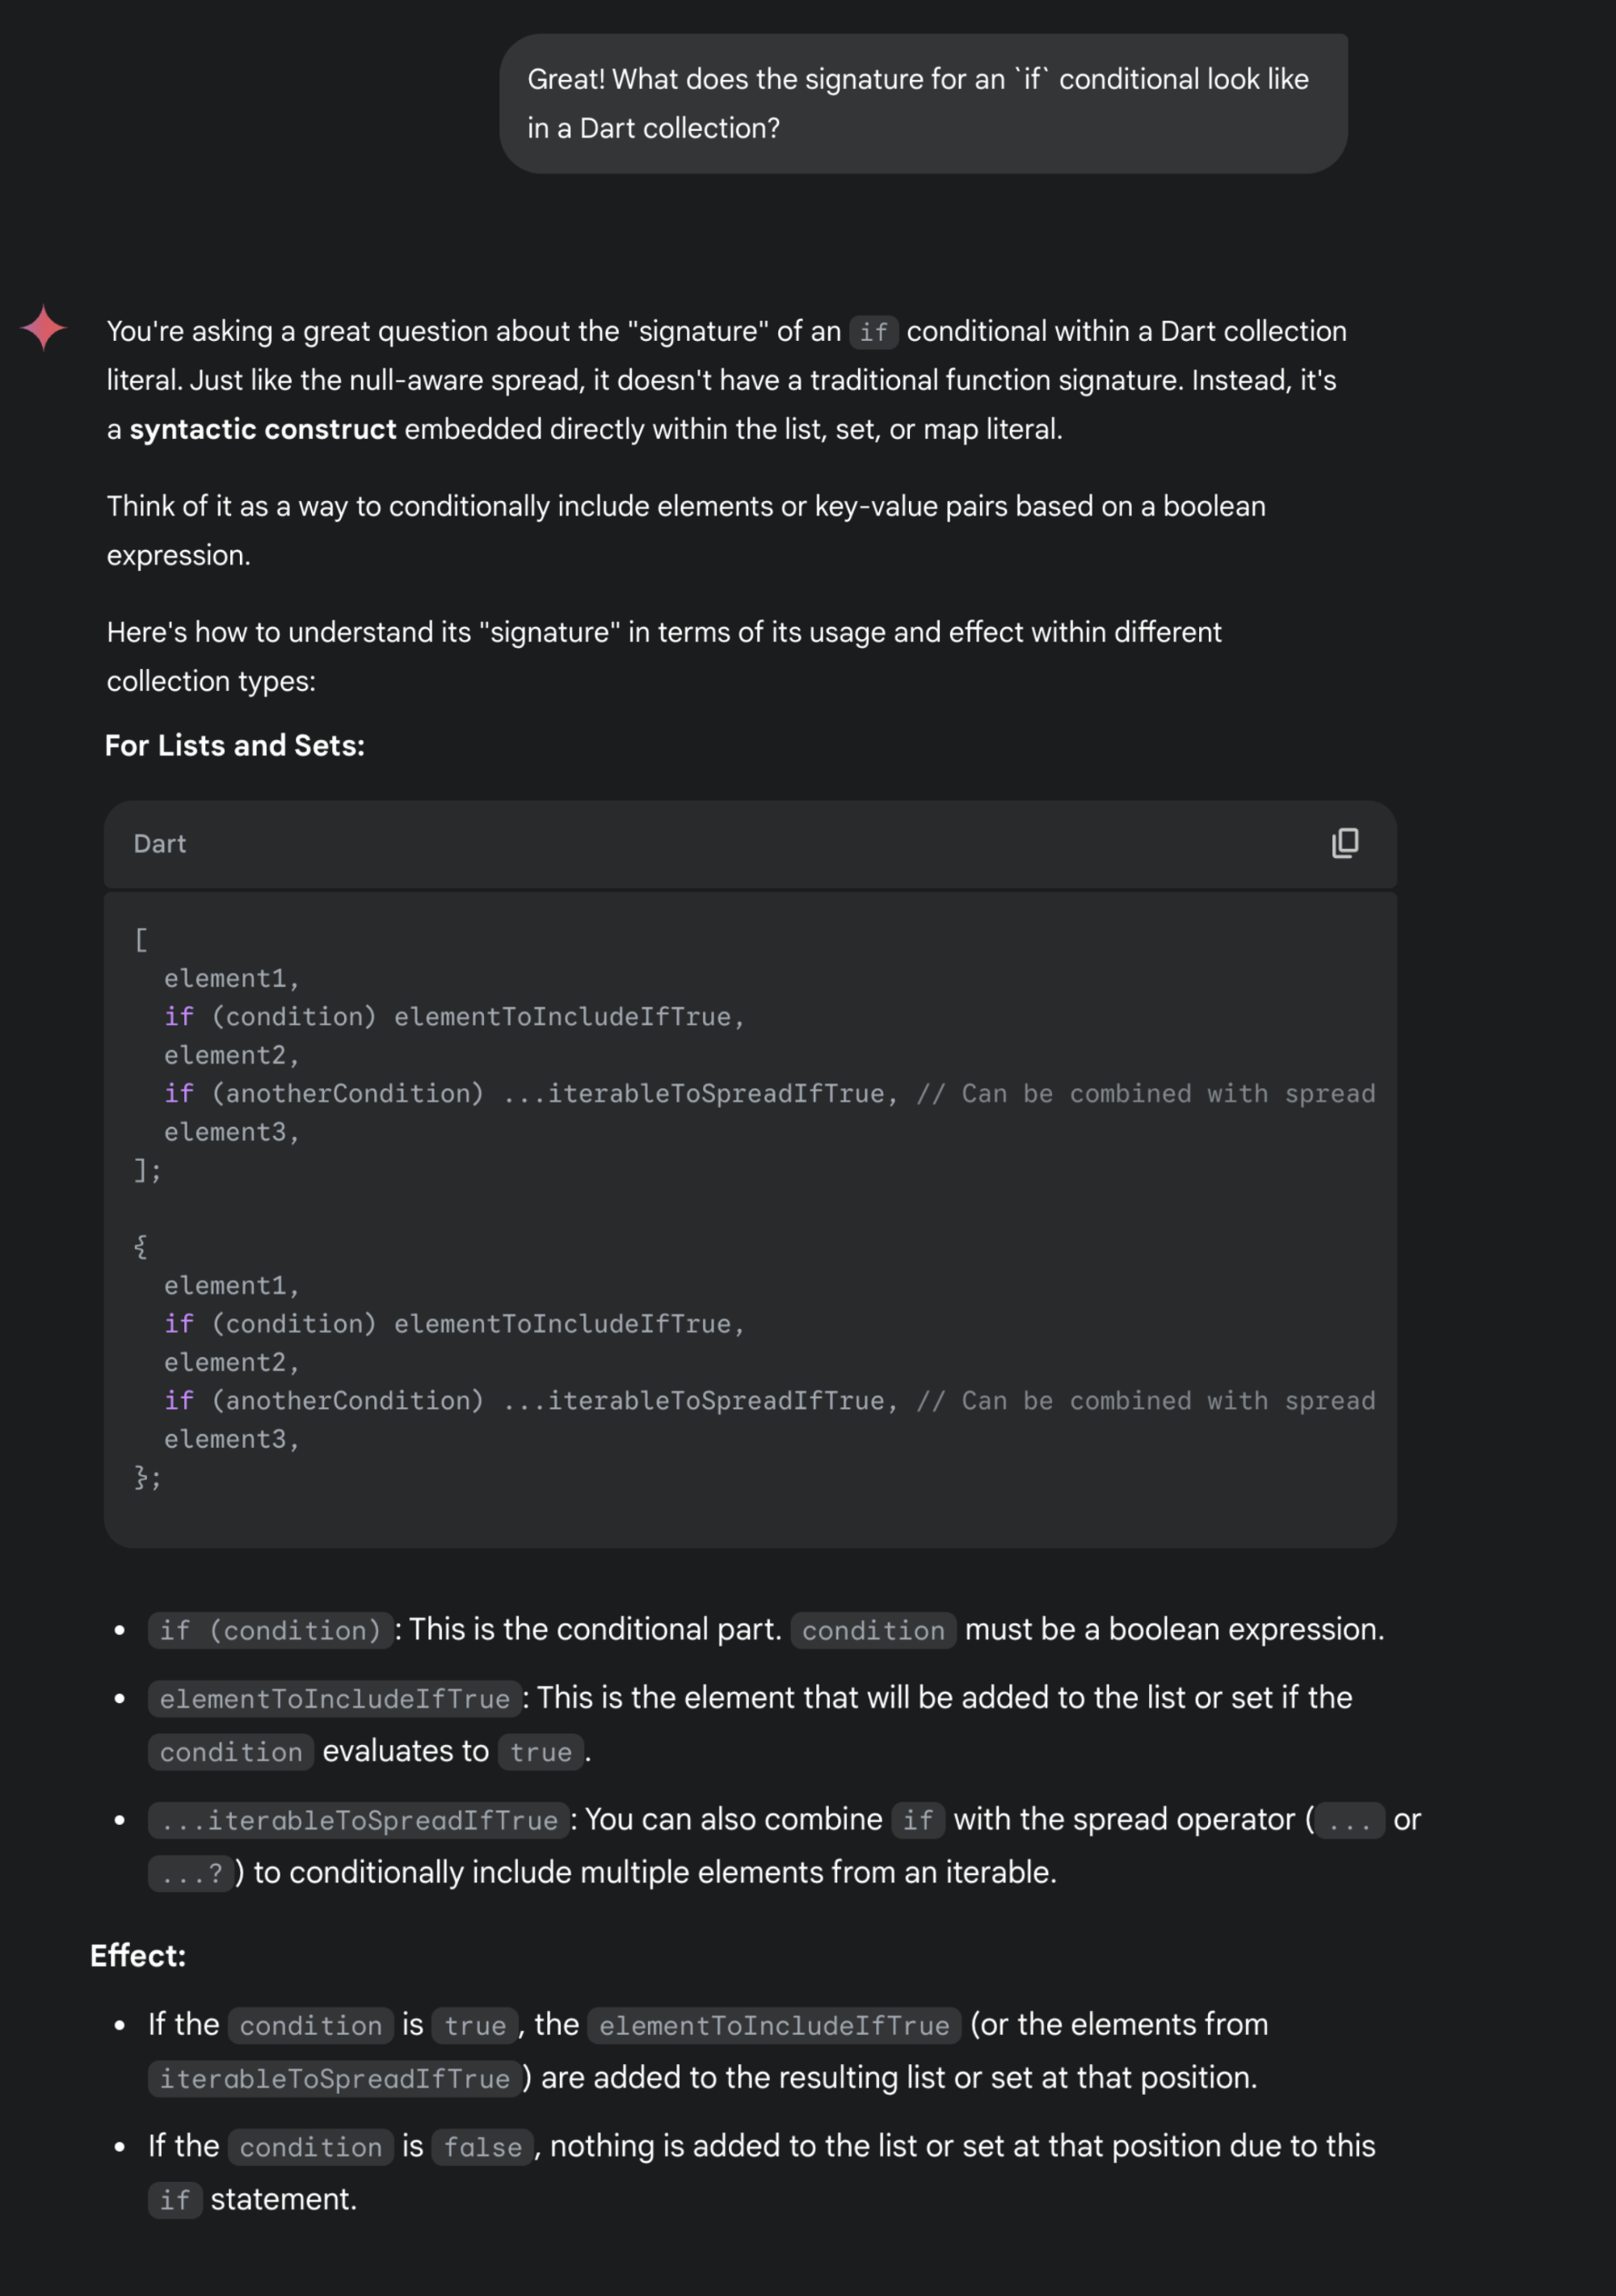 Great! What does the signature for an `if` conditional look like
in a Dart collection?
You're asking a great question about the "signature" of an if conditional within a Dart collection
literal. Just like the null-aware spread, it doesn't have a traditional function signature. Instead, it's
a syntactic construct embedded directly within the list, set, or map literal.
Think of it as a way to conditionally include elements or key-value pairs based on a boolean
expression.
Here's how to understand its "signature" in terms of its usage and effect within different
collection types:
For Lists and Sets:
Dart
[
  element1,
  if (condition) elementToIncludeIfTrue,
  element2,
  if (anotherCondition) ...iterableToSpreadIfTrue, // Can be combined with spread
  element3,
];
{
  element1,
  if (condition) elementToIncludeIfTrue,
  element2,
  if (anotherCondition) ...iterableToSpreadIfTrue, // Can be combined with spread
  element3,
};
• if (condition): This is the conditional part. condition must be a boolean expression.
• elementToIncludeIfTrue: This is the element that will be added to the list or set if the
condition evaluates to true.
• ...iterableToSpreadIfTrue: You can also combine if with the spread operator (... or
...?) to conditionally include multiple elements from an iterable.
Effect:
• If the condition is true, the elementToIncludeIfTrue (or the elements from
iterableToSpreadIfTrue) are added to the resulting list or set at that position.
• If the condition is false, nothing is added to the list or set at that position due to this
if statement.